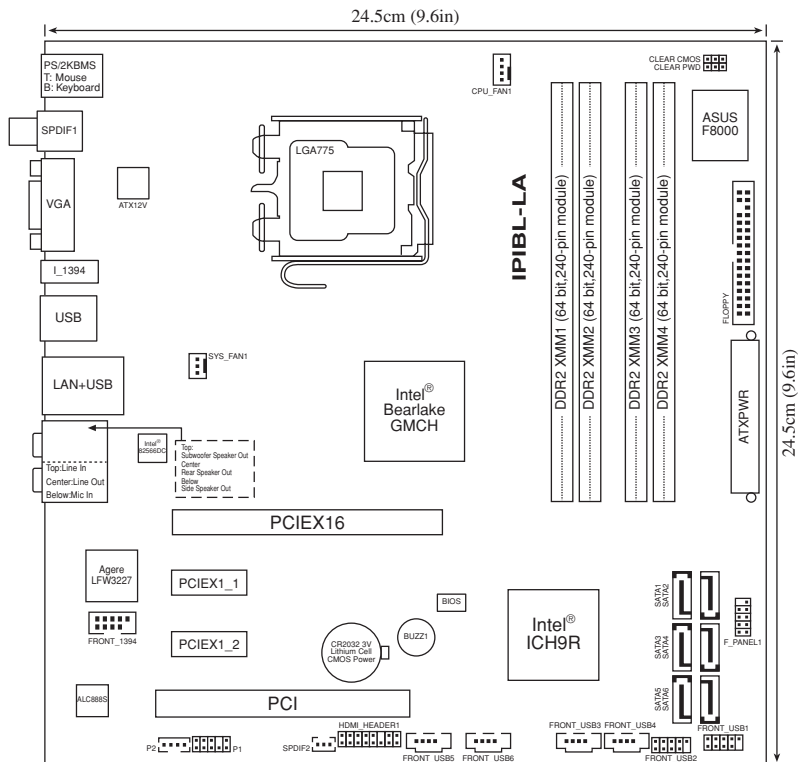 24.5cm (9.6in)
PS/2KBMS
T: Mouse
B: Keyboard
CPU_FAN1
CLEAR CMOS
CLEAR PWD
SPDIF1
LGA775
ASUS
F8000
VGA
ATX12V
IPIBL-LA
DDR2 XMM1 (64 bit,240-pin module)
DDR2 XMM2 (64 bit,240-pin module)
DDR2 XMM3 (64 bit,240-pin module)
DDR2 XMM4 (64 bit,240-pin module)
FLOPPY
I_1394
USB
SYS_FAN1
LAN+USB
Intel®
Bearlake
GMCH
ATXPWR
24.5cm (9.6in)
Intel®
82566DC
Top:
Subwoofer Speaker Out
Center
Rear Speaker Out
Below
Side Speaker Out
Top:Line In
Center:Line Out
Below:Mic In
PCIEX16
Agere
LFW3227
PCIEX1_1
BIOS
Intel®
ICH9R
SATA1
SATA2
F_PANEL1
FRONT_1394
PCIEX1_2
CR2032 3V
Lithium Cell
CMOS Power
BUZZ1
SATA3
SATA4
ALC888S
PCI
SATA5
SATA6
P2
P1
SPDIF2
HDMI_HEADER1
FRONT_USB5
FRONT_USB6
FRONT_USB3
FRONT_USB4
FRONT_USB2
FRONT_USB1